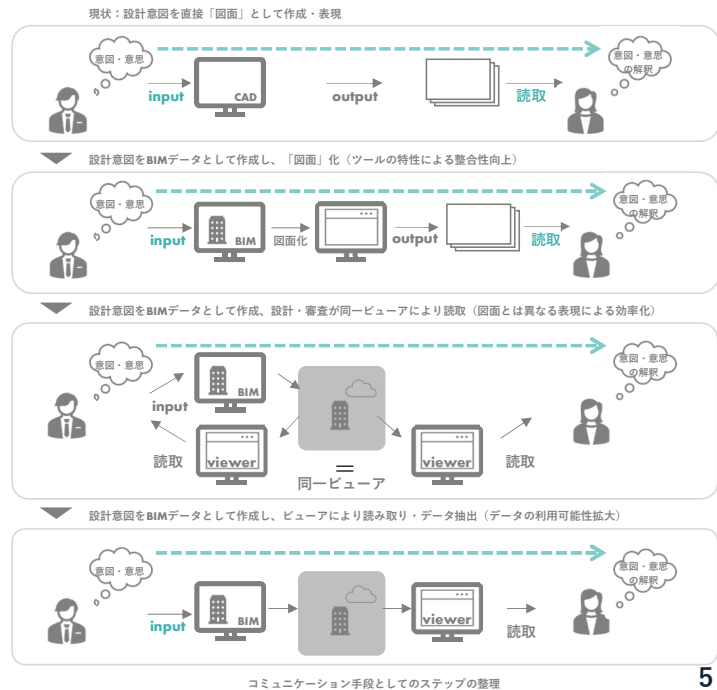 現状：設計意図を直接「図面」として作成・表現
意図・意思
意図・意思
の解釈
input
CAD
output
読取
設計意図をBIMデータとして作成し、「図面」化（ツールの特性による整合性向上）
意図・意思
意図・意思
の解釈
input
BIM
図面化
output
読取
設計意図をBIMデータとして作成、設計・審査が同一ビューアにより読取（図面とは異なる表現による効率化）
意図・意思
意図・意思
の解釈
input
BIM
読取
viewer
=
同一ビューア
viewer
読取
設計意図をBIMデータとして作成し、ビューアにより読み取り・データ抽出（データの利用可能性拡大）
意図・意思
意図・意思
の解釈
input
BIM
viewer
読取
コミュニケーション手段としてのステップの整理
5